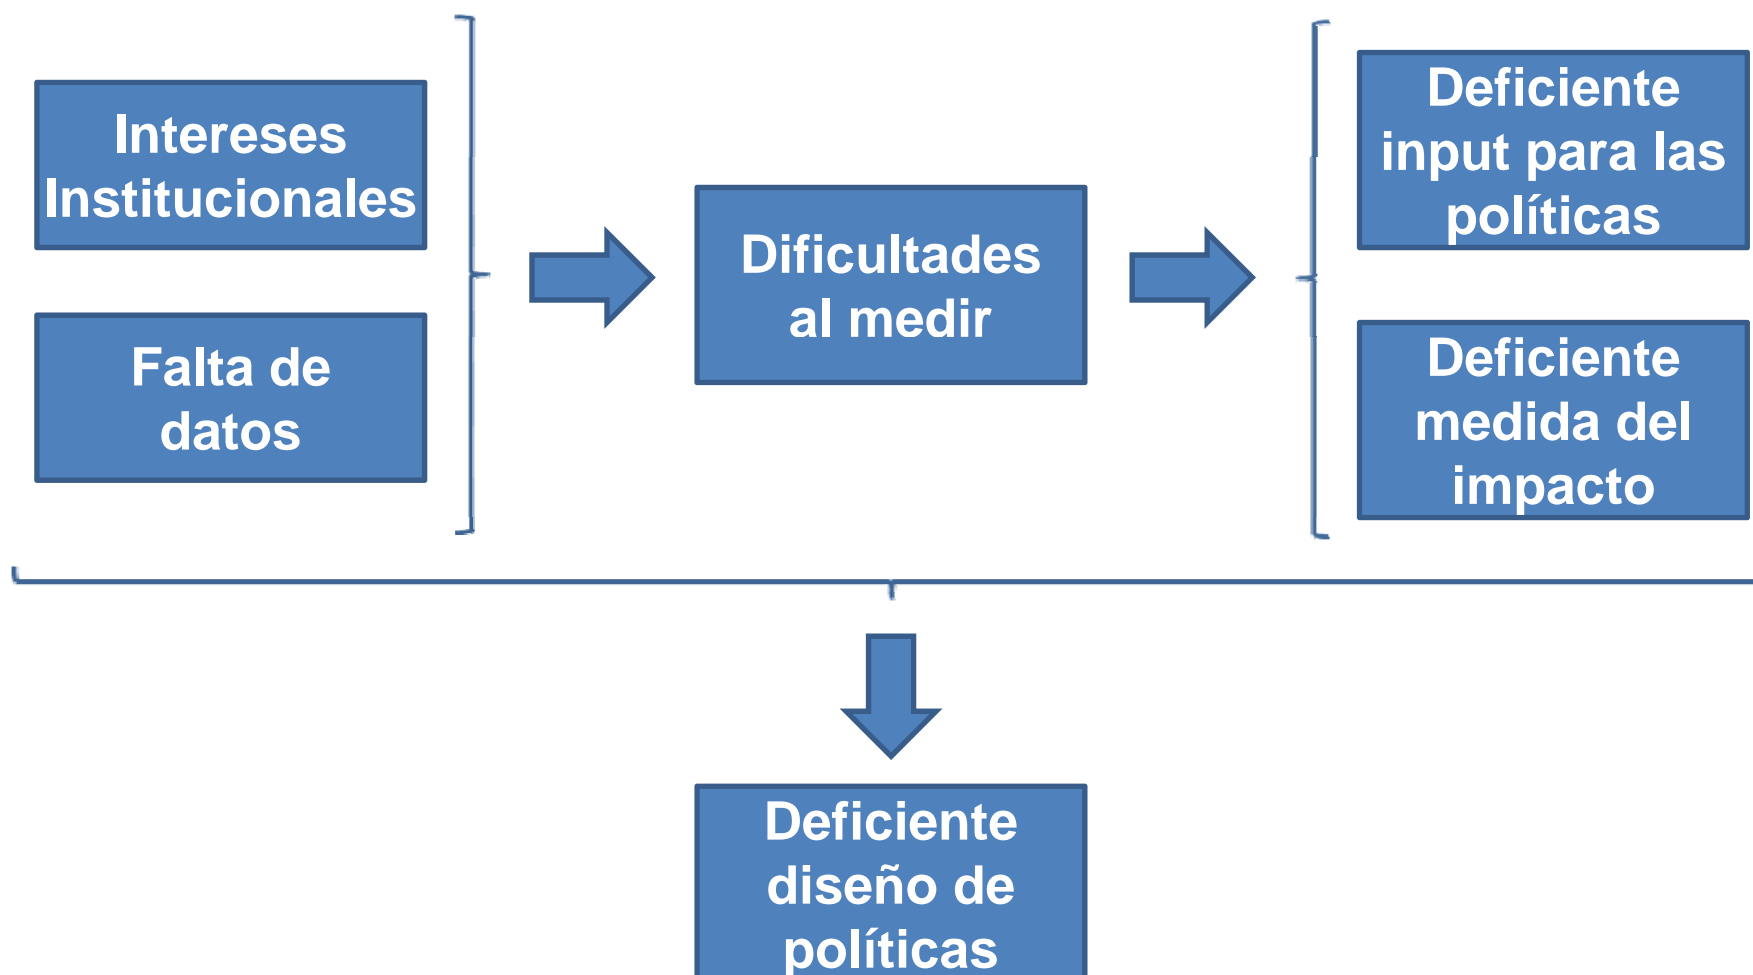 Intereses
Institucionales
Falta de
datos
Dificultades
al medir
Deficiente
input para las
políticas
Deficiente
medida del
impacto
Deficiente
diseño de
políticas